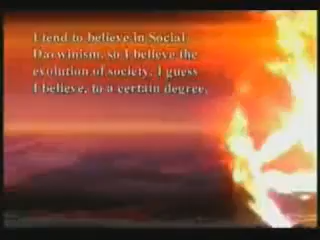 I tend to believe in Social
Darwinism, so I believe the
evolution of society. I guess
I believe, to a certain degree,